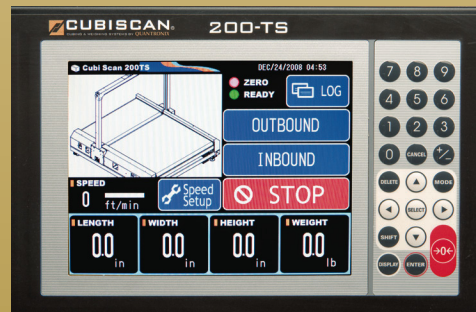 CUBISCAN® 200-TS
CUBING & WEIGHING SYSTEMS BY QUANTRONIX
Cubi Scan 200TS
DEC/24/2008 04:53
ZERO
READY
LOG
OUTBOUND
INBOUND
SPEED
0 ft/min
Speed
Setup
STOP
LENGTH
0.0 in
WIDTH
0.0 in
HEIGHT
0.0 in
WEIGHT
0.0 lb
7 8 9
4 5 6
1 2 3
0 CANCEL +/-
DELETE MODE
SELECT
SHIFT
→0←
DISPLAY ENTER